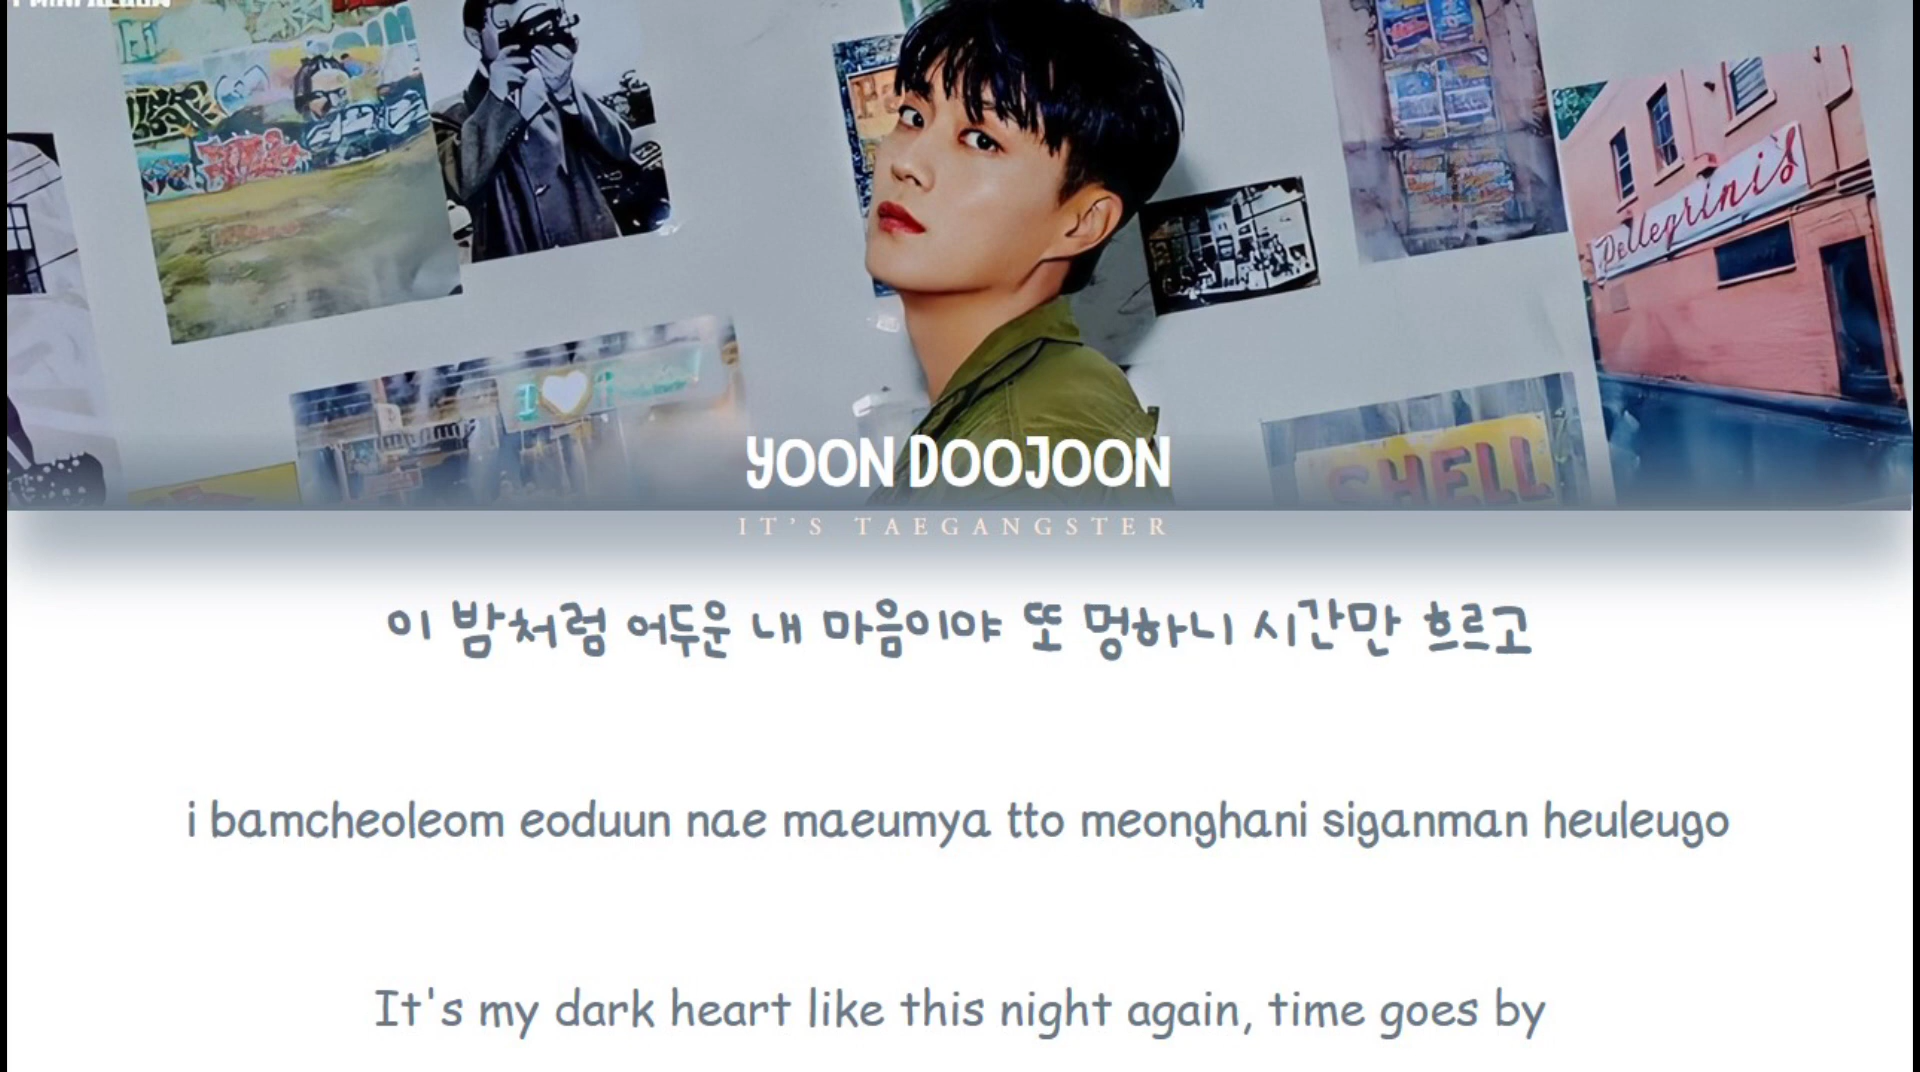 Pellegrini's
I
SHELL
YOON DOOJOON
IT'S TAEGANGSTER
이 밤처럼 어두운 내 마음이야 또 멍하니 시간만 흐르고
i bamcheoleom eoduun nae maeumya tto meonghani siganman heuleugo
It's my dark heart like this night again, time goes by